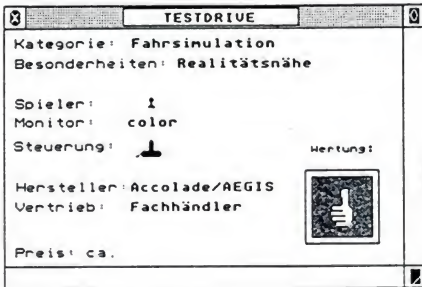 TESTDRIVE
Kategorie: Fahrsimulation
Besonderheiten: Realitätsnähe
Spieler: 1
Monitor: color
Steuerung:
Wertung:
Hersteller: Accolade/AEGIS
Vertrieb: Fachhändler
Preis: ca.